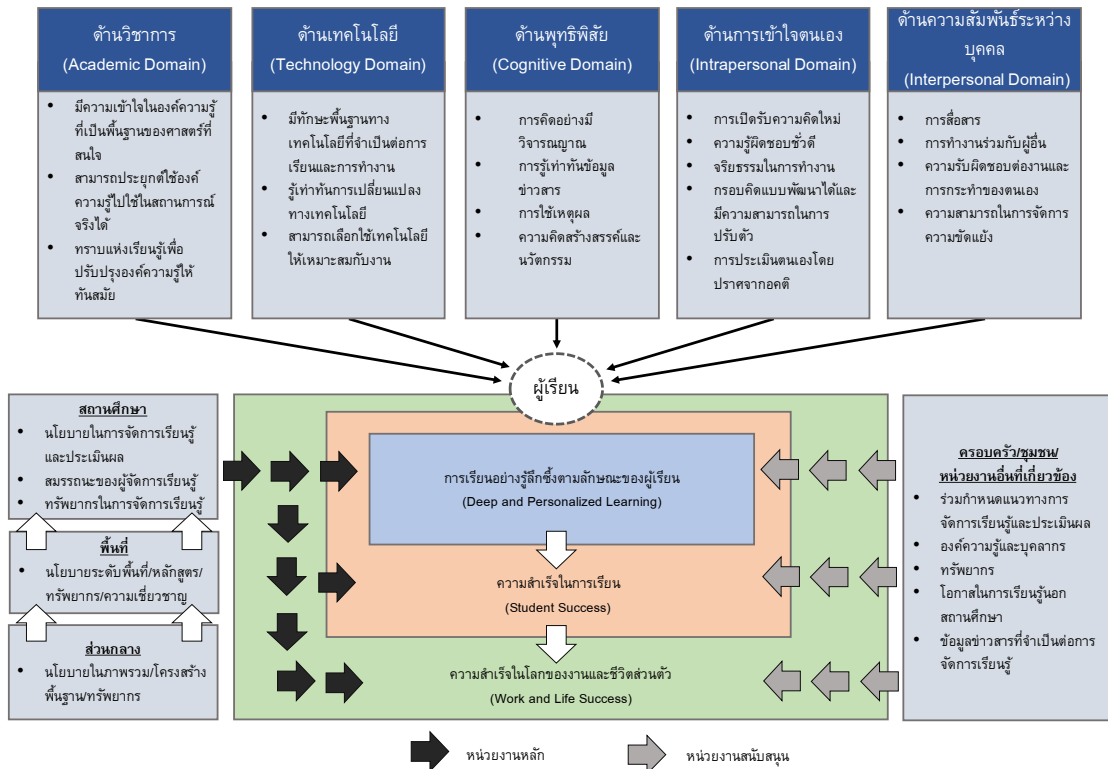 ด้านวิชาการ
(Academic Domain)
• มีความเข้าใจในองค์ความรู้
ที่เป็นพื้นฐานของศาสตร์ที่
สนใจ
• สามารถประยุกต์ใช้องค์
ความรู้ไปใช้ในสถานการณ์
จริงได้
• ทราบแห่งเรียนรู้เพื่อ
ปรับปรุงองค์ความรู้ให้
ทันสมัย
ด้านเทคโนโลยี
(Technology Domain)
• มีทักษะพื้นฐานทาง
เทคโนโลยีที่จำเป็นต่อการ
เรียนและการทำงาน
• รู้เท่าทันการเปลี่ยนแปลง
ทางเทคโนโลยี
• สามารถเลือกใช้เทคโนโลยี
ให้เหมาะสมกับงาน
ด้านพุทธิพิสัย
(Cognitive Domain)
• การคิดอย่างมี
วิจารณญาณ
• การรู้เท่าทันข้อมูล
ข่าวสาร
• การใช้เหตุผล
• ความคิดสร้างสรรค์และ
นวัตกรรม
ด้านการเข้าใจตนเอง
(Intrapersonal Domain)
• การเปิดรับความคิดใหม่
• ความรู้ผิดชอบชั่วดี
• จริยธรรมในการทำงาน
• กรอบคิดแบบพัฒนาได้และ
มีความสามารถในการ
ปรับตัว
• การประเมินตนเองโดย
ปราศจากอคติ
ด้านความสัมพันธ์ระหว่าง
บุคคล
(Interpersonal Domain)
• การสื่อสาร
• การทำงานร่วมกับผู้อื่น
• ความรับผิดชอบต่องานและ
การกระทำของตนเอง
• ความสามารถในการจัดการ
ความขัดแย้ง
ผู้เรียน
สถานศึกษา
• นโยบายในการจัดการเรียนรู้
และประเมินผล
• สมรรถนะของผู้จัดการเรียนรู้
• ทรัพยากรในการจัดการเรียนรู้
พื้นที่
• นโยบายระดับพื้นที่/หลักสูตร/
ทรัพยากร/ความเชี่ยวชาญ
ส่วนกลาง
• นโยบายในภาพรวม/โครงสร้าง
พื้นฐาน/ทรัพยากร
การเรียนอย่างรู้ลึกซึ้งตามลักษณะของผู้เรียน
(Deep and Personalized Learning)
ความสำเร็จในการเรียน
(Student Success)
ความสำเร็จในโลกของงานและชีวิตส่วนตัว
(Work and Life Success)
ครอบครัว/ชุมชน/
หน่วยงานอื่นที่เกี่ยวข้อง
• ร่วมกำหนดแนวทางการ
จัดการเรียนรู้และประเมินผล
• องค์ความรู้และบุคลากร
• ทรัพยากร
• โอกาสในการเรียนรู้นอก
สถานศึกษา
• ข้อมูลข่าวสารที่จำเป็นต่อการ
จัดการเรียนรู้
หน่วยงานหลัก
หน่วยงานสนับสนุน